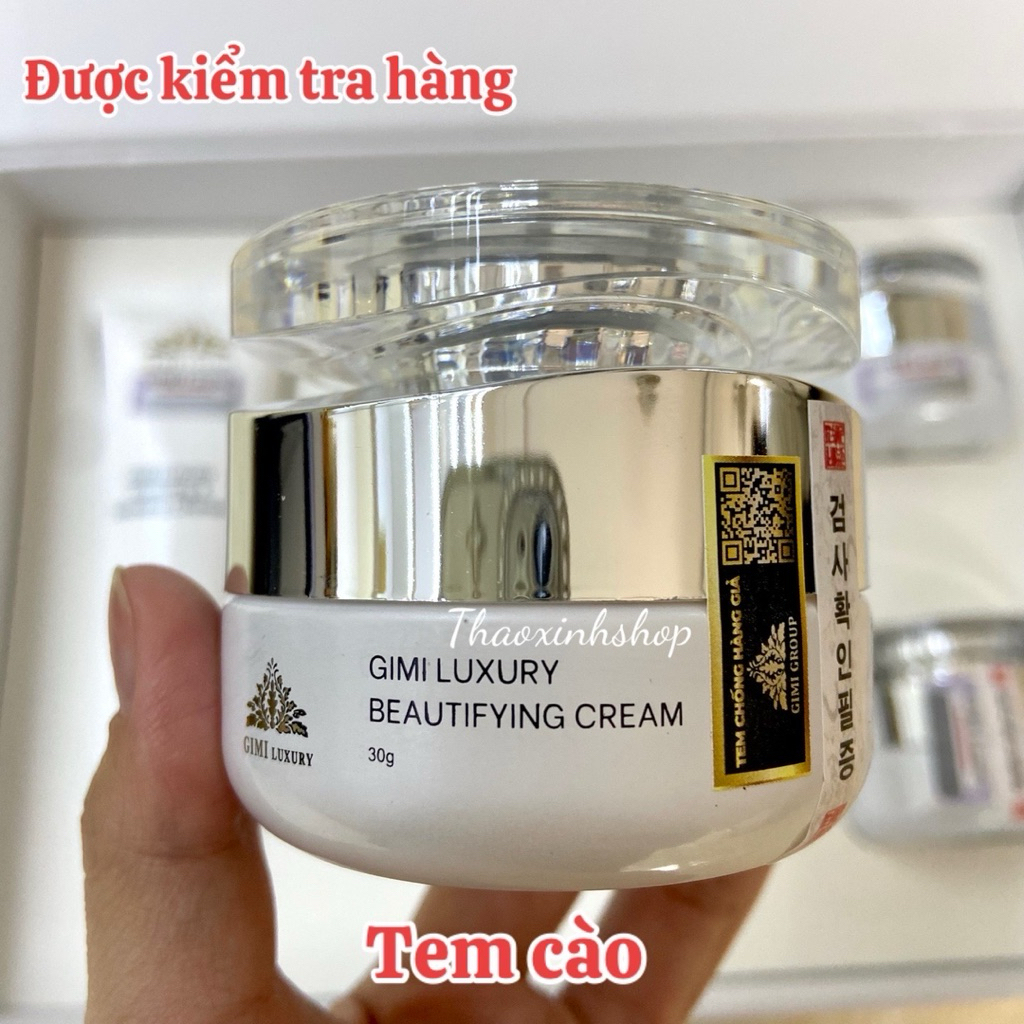 Được kiểm tra hàng
Thaoxinhshop
GIMI LUXURY
BEAUTIFYING CREAM
30g
GIMI LUXURY
TEM CHỐNG HÀNG GIẢ
GIMI GROUP
검사확인필증
Tem cào